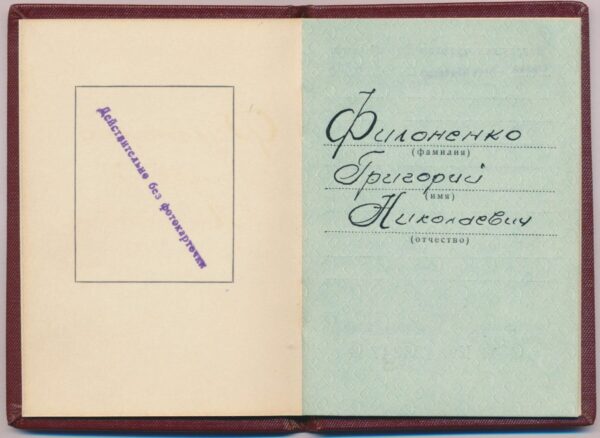 Действительно без фотокарточки
Филоненко
(фамилия)
Григорий
(имя)
Николаевич
(отчество)